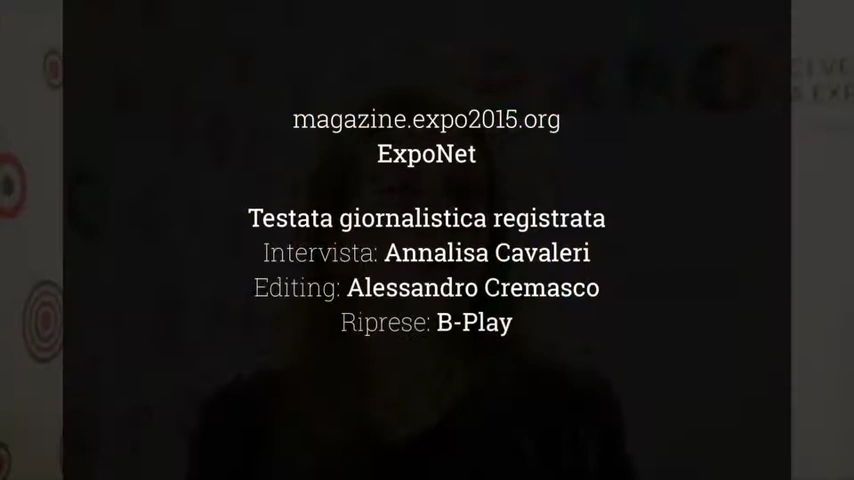 magazine.expo2015.org
ExpoNet
Testata giornalistica registrata
Intervista: Annalisa Cavaleri
Editing: Alessandro Cremasco
Riprese: B-Play